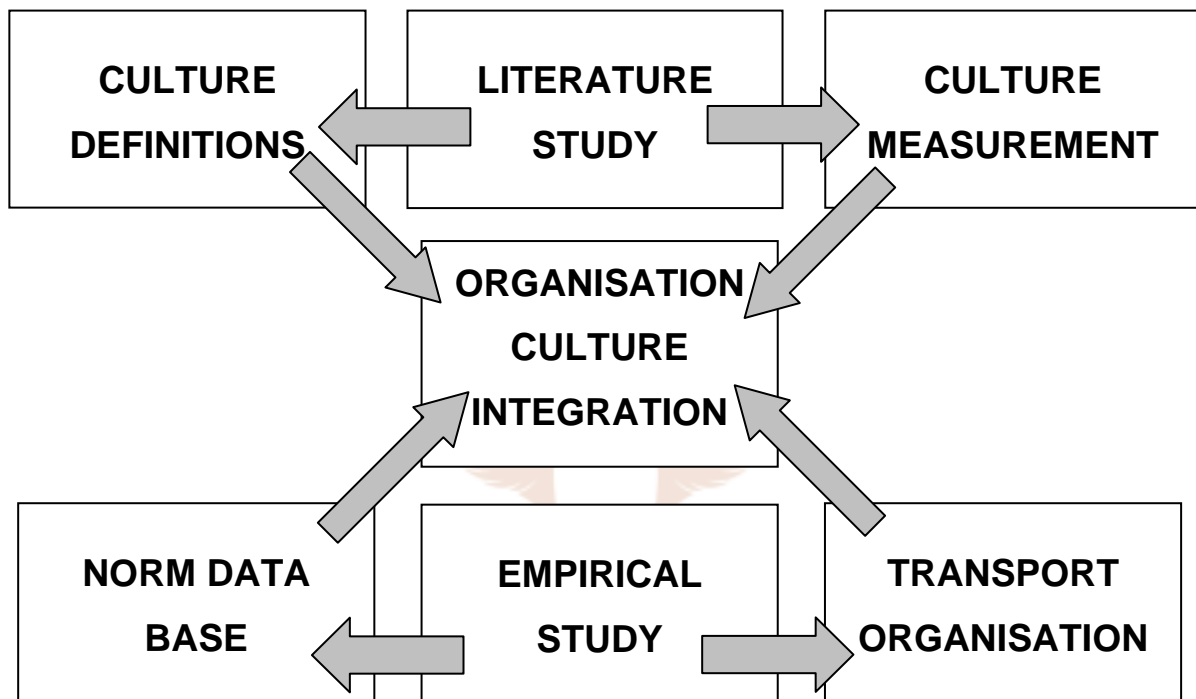 CULTURE
DEFINITIONS
LITERATURE
STUDY
CULTURE
MEASUREMENT
ORGANISATION
CULTURE
INTEGRATION
NORM DATA
BASE
EMPIRICAL
STUDY
TRANSPORT
ORGANISATION